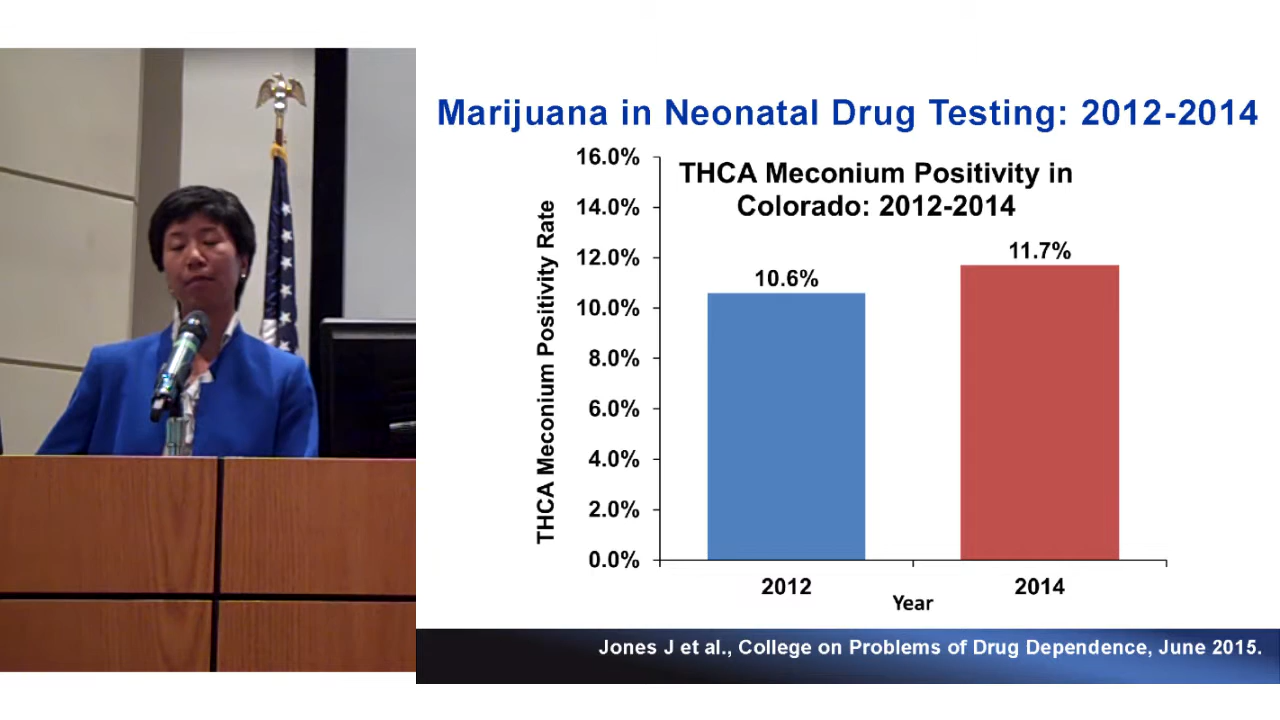 Marijuana in Neonatal Drug Testing: 2012-2014
THCA Meconium Positivity in
Colorado: 2012-2014
THCA Meconium Positivity Rate
16.0%
14.0%
12.0%
10.0%
8.0%
6.0%
4.0%
2.0%
0.0%
10.6%
11.7%
2012
2014
Year
Jones J et al., College on Problems of Drug Dependence, June 2015.